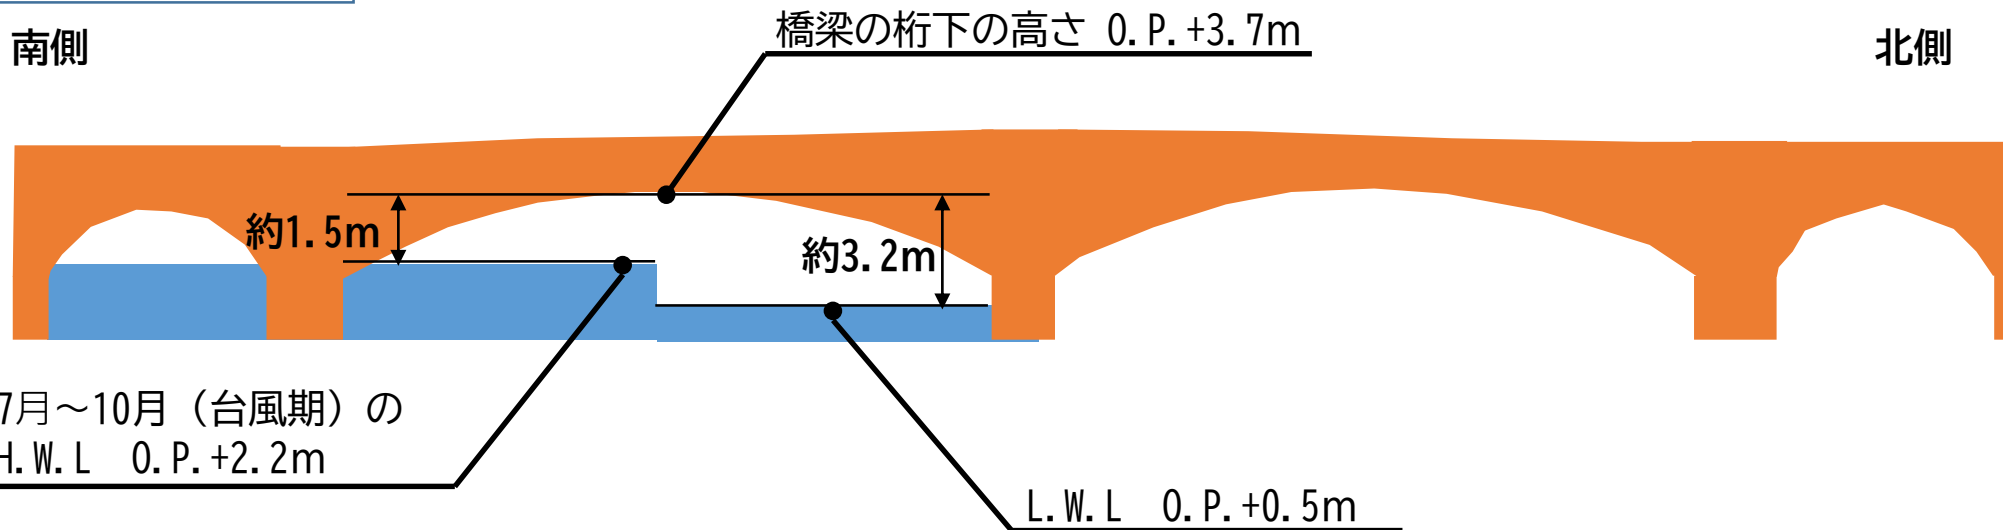 橋梁の桁下の高さ O.P.+3.7m
南側
北側
約1.5m
約3.2m
7月～10月（台風期）の
H.W.L　O.P.+2.2m
L.W.L　O.P.+0.5m